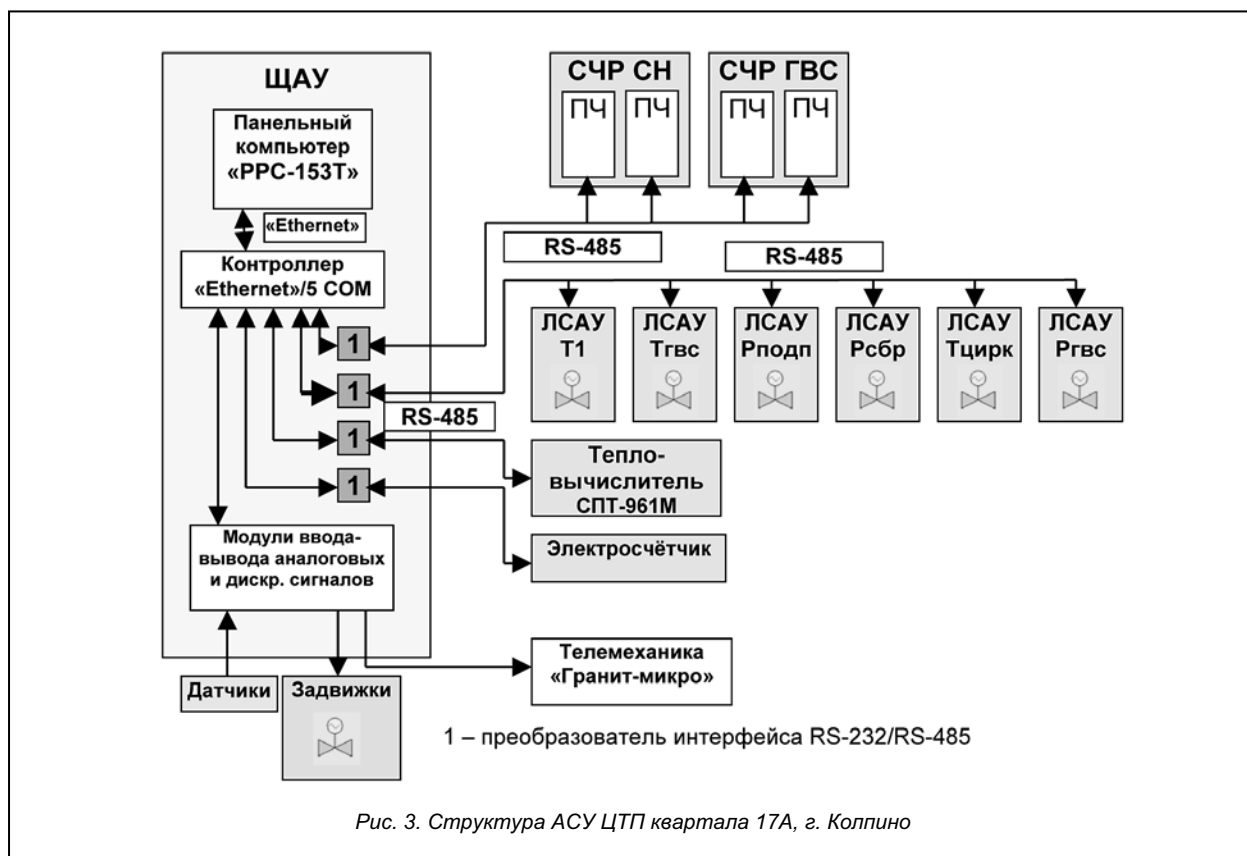 ЩАУ
Панельный
компьютер
«PPC-153T»
«Ethernet»
Контроллер
«Ethernet»/5 COM
1
1
1
1
Модули ввода-
вывода аналоговых
и дискр. сигналов
Датчики
Задвижки
СЧР СН
ПЧ
ПЧ
СЧР ГВС
ПЧ
ПЧ
RS-485
RS-485
ЛСАУ
Т1
ЛСАУ
Тгвс
ЛСАУ
Рподп
ЛСАУ
Рсбр
ЛСАУ
Тцирк
ЛСАУ
Ргвс
RS-485
Тепло-
вычислитель
СПТ-961М
Электросчётчик
Телемеханика
«Гранит-микро»
1 – преобразователь интерфейса RS-232/RS-485
Рис. 3. Структура АСУ ЦТП квартала 17А, г. Колпино